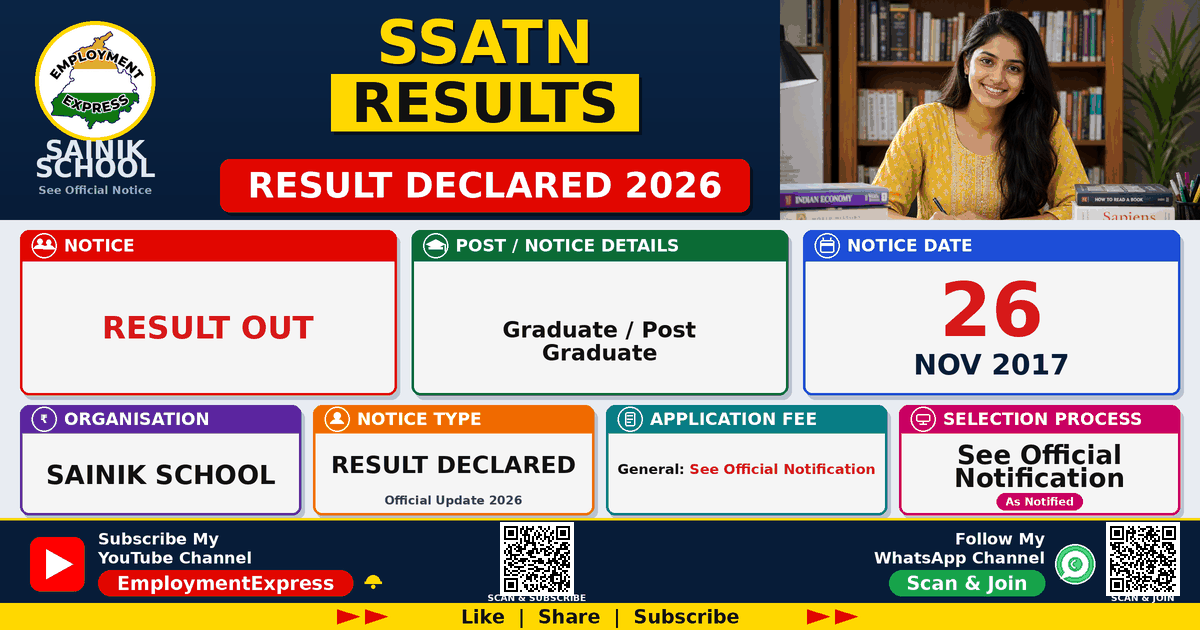 EMPLOYMENT
EXPRESS
SAINIK
SCHOOL
See Official Notice
SSATN
RESULTS
RESULT DECLARED 2026
INDIAN ECONOMY
WORLD HISTORY
HOW TO READ A BOOK
Sapiens
NOTICE
RESULT OUT
POST / NOTICE DETAILS
Graduate / Post
Graduate
NOTICE DATE
26
NOV 2017
₹ ORGANISATION
SAINIK SCHOOL
NOTICE TYPE
RESULT DECLARED
Official Update 2026
APPLICATION FEE
General: See Official Notification
SELECTION PROCESS
See Official
Notification
As Notified
Subscribe My
YouTube Channel
EmploymentExpress
SCAN & SUBSCRIBE
Follow My
WhatsApp Channel
Scan & Join
SCAN & JOIN
Like | Share | Subscribe